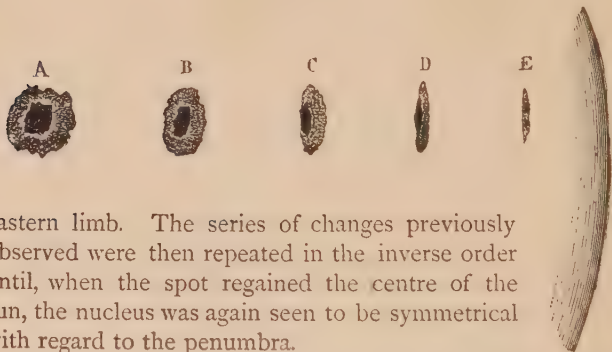 A B C D E
astern limb. The series of changes previously
bserved were then repeated in the inverse order
ntil, when the spot regained the centre of the
un, the nucleus was again seen to be symmetrical
ith regard to the penumbra.